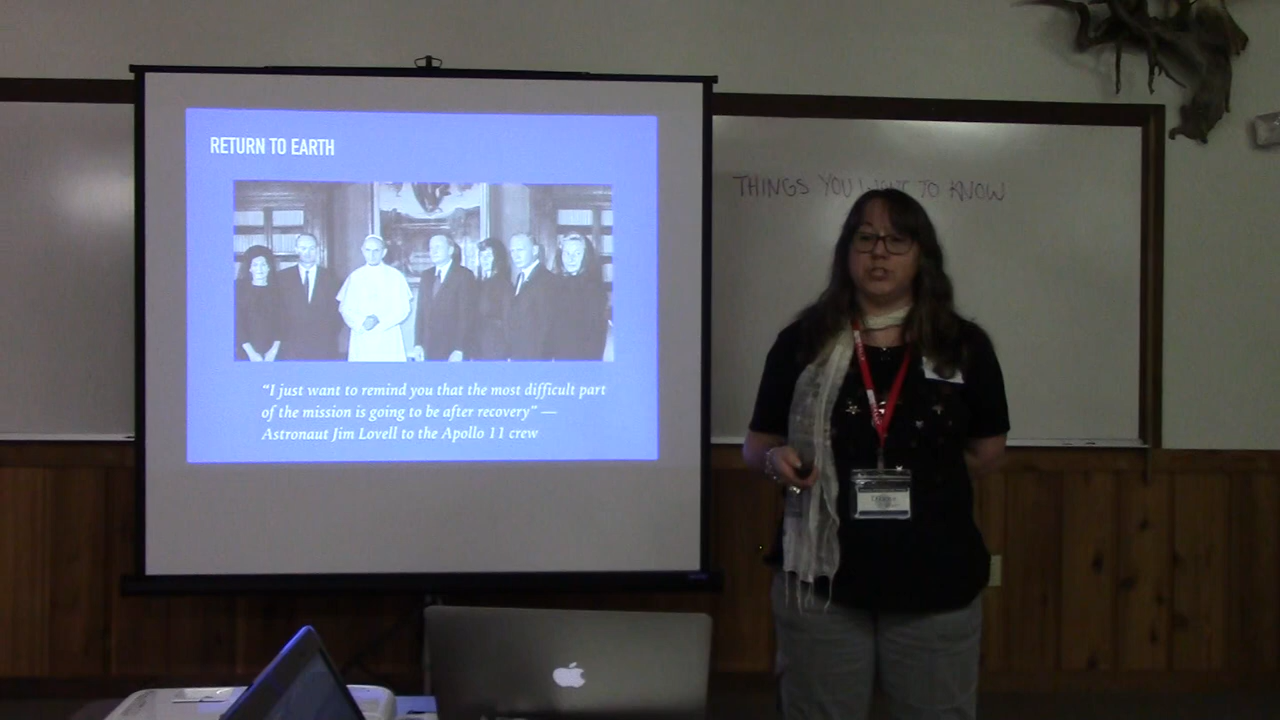 RETURN TO EARTH
"I just want to remind you that the most difficult part
of the mission is going to be after recovery" —
Astronaut Jim Lovell to the Apollo 11 crew
THINGS YOU WANT TO KNOW